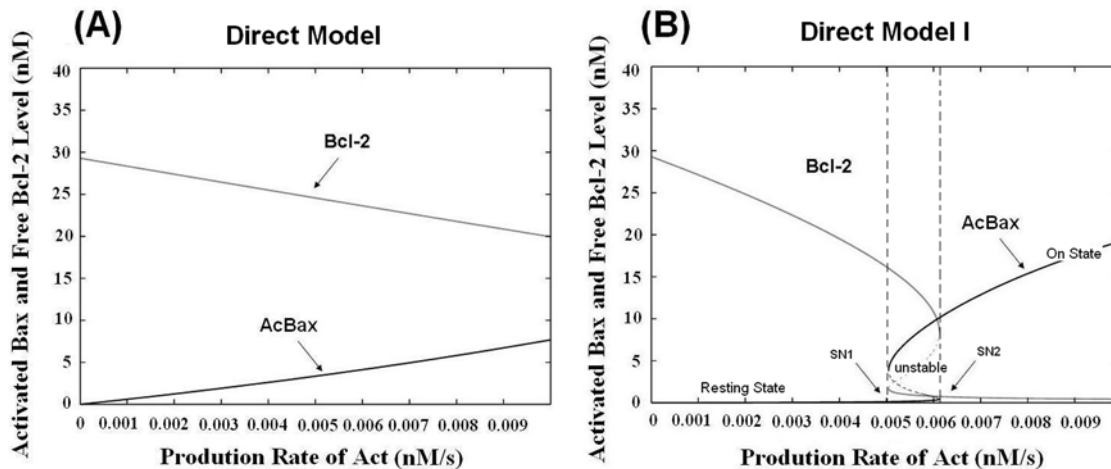 (A)
Direct Model
Activated Bax and Free Bcl-2 Level (nM)
40
35
30
25
20
15
10
5
0
Bcl-2
AcBax
0 0.001 0.002 0.003 0.004 0.005 0.006 0.007 0.008 0.009
Prodution Rate of Act (nM/s)
(B)
Direct Model I
Activated Bax and Free Bcl-2 Level (nM)
40
35
30
25
20
15
10
5
0
Bcl-2
AcBax
On State
SN1
unstable
SN2
Resting State
0 0.001 0.002 0.003 0.004 0.005 0.006 0.007 0.008 0.009
Prodution Rate of Act (nM/s)